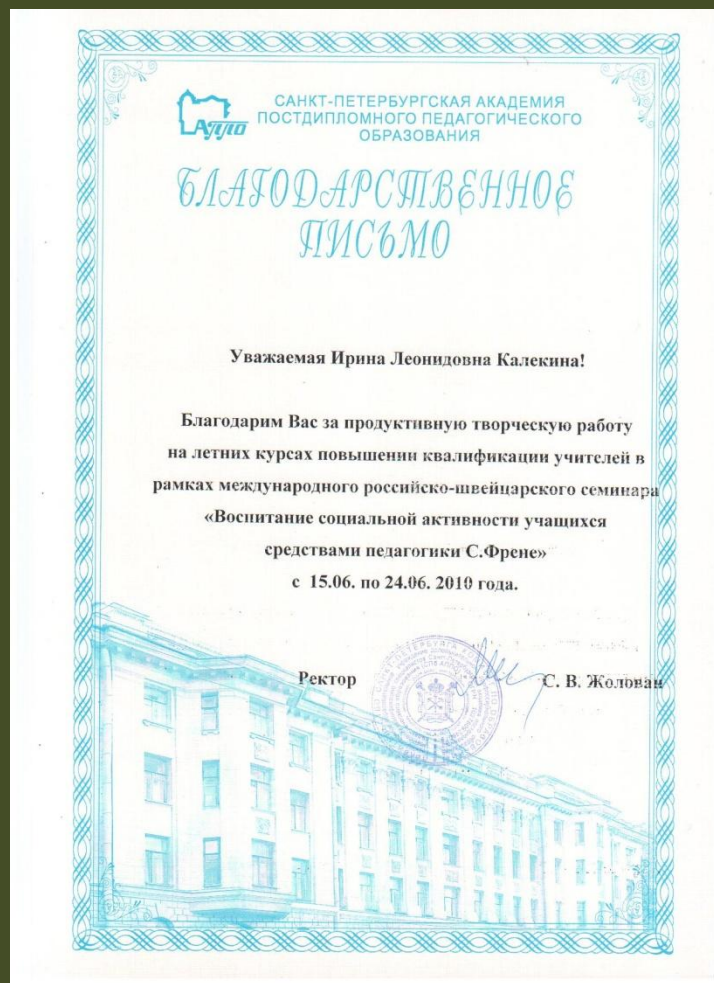 АППО
САНКТ-ПЕТЕРБУРГСКАЯ АКАДЕМИЯ
ПОСТДИПЛОМНОГО ПЕДАГОГИЧЕСКОГО
ОБРАЗОВАНИЯ
БЛАГОДАРСТВЕННОЕ
ПИСЬМО
Уважаемая Ирина Леонидовна Калекина!
Благодарим Вас за продуктивную творческую работу
на летних курсах повышении квалификации учителей в
рамках международного российско-швейцарского семинара
«Воспитание социальной активности учащихся
средствами педагогики С.Френе»
с 15.06. по 24.06. 2010 года.
Ректор
С. В. Жолован